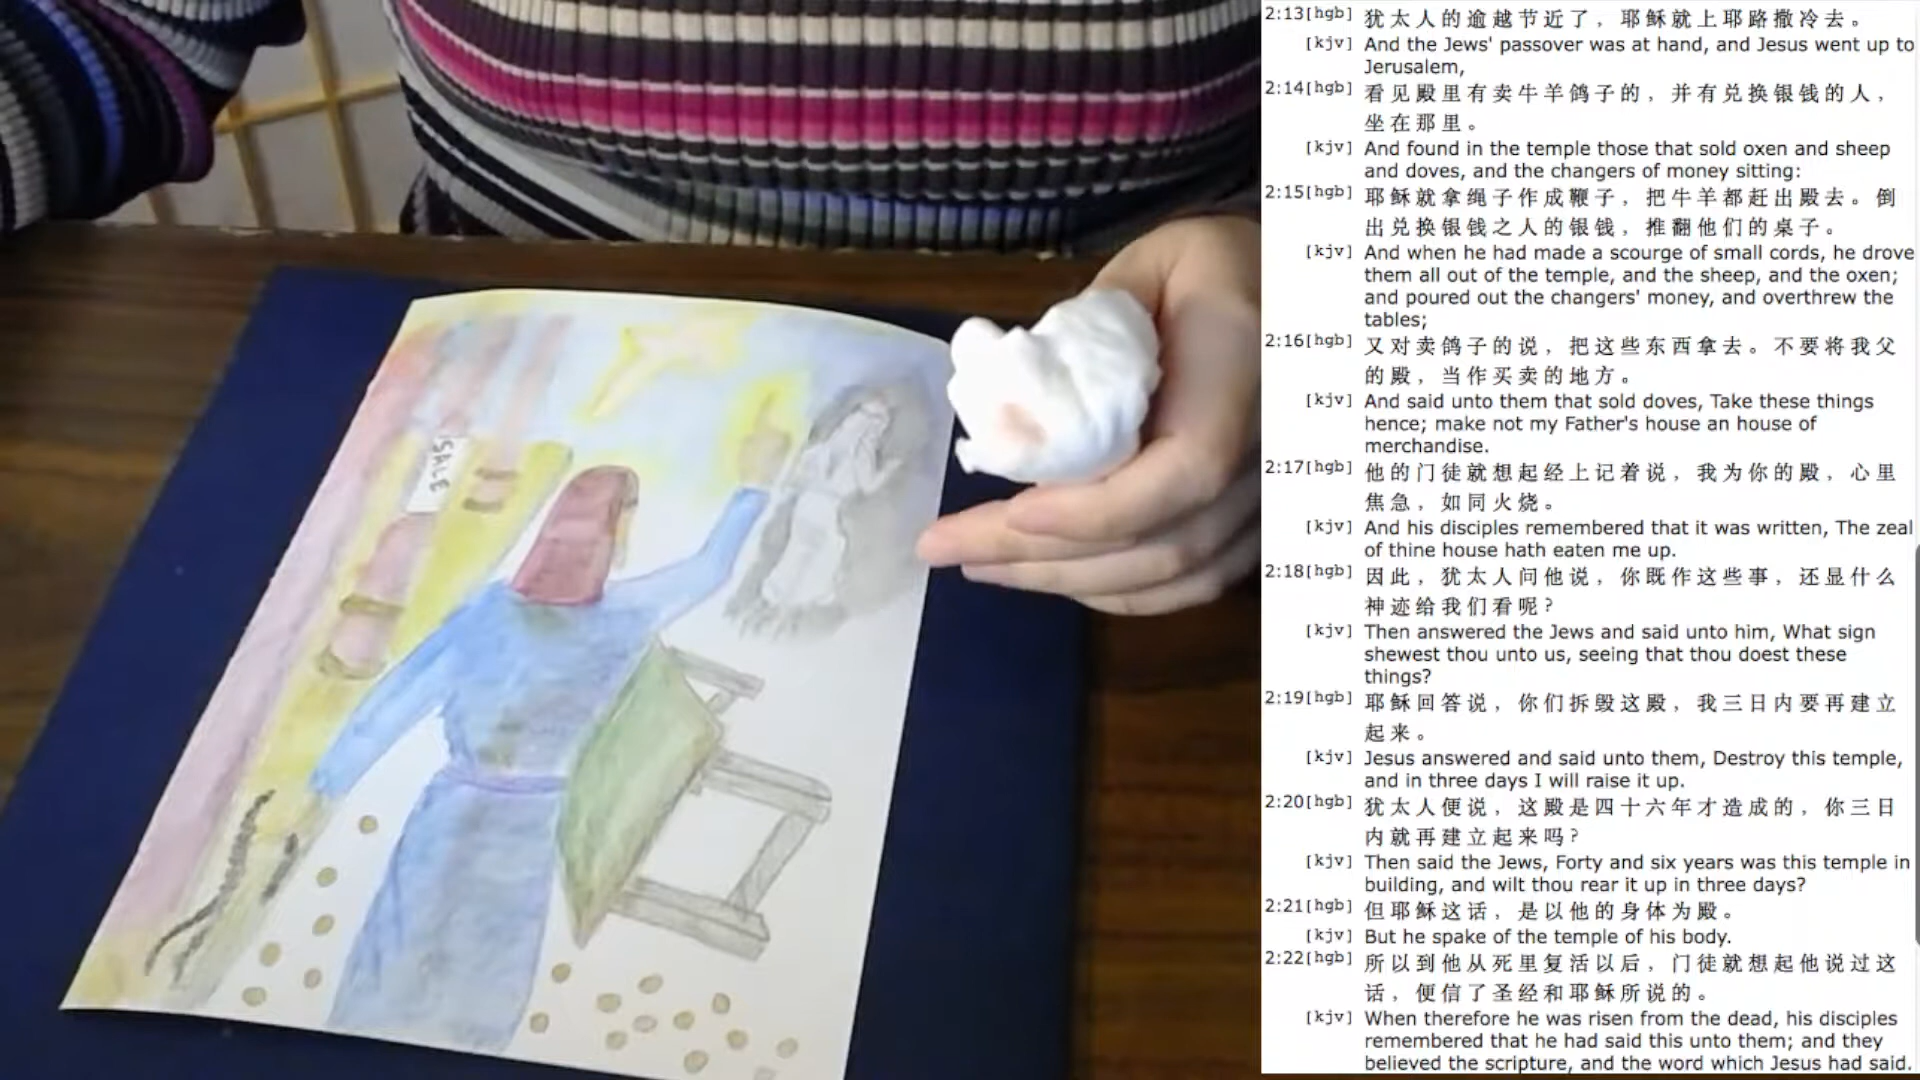 SALE
2:13[hgb] 犹太人的逾越节近了，耶稣就上耶路撒冷去。
[kjv] And the Jews' passover was at hand, and Jesus went up to
Jerusalem,
2:14[hgb] 看见殿里有卖牛羊鸽子的，并有兑换银钱的人，
坐在那里。
[kjv] And found in the temple those that sold oxen and sheep
and doves, and the changers of money sitting:
2:15[hgb] 耶稣就拿绳子作成鞭子，把牛羊都赶出殿去。倒
出兑换银钱之人的银钱，推翻他们的桌子。
[kjv] And when he had made a scourge of small cords, he drove
them all out of the temple, and the sheep, and the oxen;
and poured out the changers' money, and overthrew the
tables;
2:16[hgb] 又对卖鸽子的说，把这些东西拿去。不要将我父
的殿，当作买卖的地方。
[kjv] And said unto them that sold doves, Take these things
hence; make not my Father's house an house of
merchandise.
2:17[hgb] 他的门徒就想起经上记着说，我为你的殿，心里
焦急，如同火烧。
[kjv] And his disciples remembered that it was written, The zeal
of thine house hath eaten me up.
2:18[hgb] 因此，犹太人问他说，你既作这些事，还显什么
神迹给我们看呢?
[kjv] Then answered the Jews and said unto him, What sign
shewest thou unto us, seeing that thou doest these
things?
2:19[hgb] 耶稣回答说，你们拆毁这殿，我三日内要再建立
起来。
[kjv] Jesus answered and said unto them, Destroy this temple,
and in three days I will raise it up.
2:20[hgb] 犹太人便说，这殿是四十六年才造成的，你三日
内就再建立起来吗?
[kjv] Then said the Jews, Forty and six years was this temple in
building, and wilt thou rear it up in three days?
2:21[hgb] 但耶稣这话，是以他的身体为殿。
[kjv] But he spake of the temple of his body.
2:22[hgb] 所以到他从死里复活以后，门徒就想起他说过这
话，便信了圣经和耶稣所说的。
[kjv] When therefore he was risen from the dead, his disciples
remembered that he had said this unto them; and they
believed the scripture, and the word which Jesus had said.